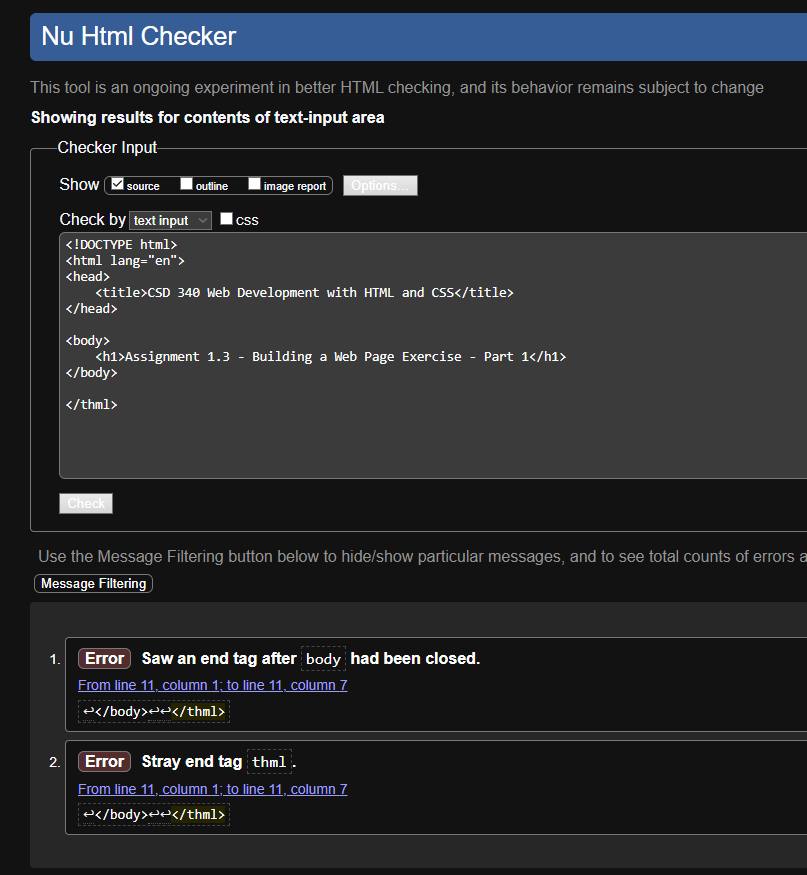 Nu Html Checker
This tool is an ongoing experiment in better HTML checking, and its behavior remains subject to change
Showing results for contents of text-input area
Checker Input
Show source outline image report Options...
Check by text input css
<!DOCTYPE html>
<html lang="en">
<head>
    <title>CSD 340 Web Development with HTML and CSS</title>
</head>

<body>
    <h1>Assignment 1.3 - Building a Web Page Exercise - Part 1</h1>
</body>

</thml>
Check
Use the Message Filtering button below to hide/show particular messages, and to see total counts of errors a
Message Filtering
1. Error Saw an end tag after body had been closed.
From line 11, column 1; to line 11, column 7
↩</body>↩↩</thml>
2. Error Stray end tag thml.
From line 11, column 1; to line 11, column 7
↩</body>↩↩</thml>